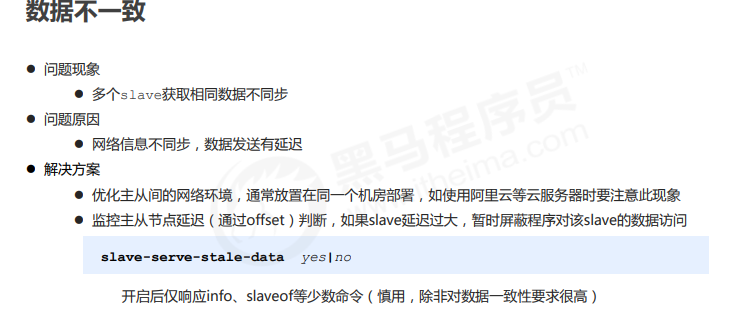 数据不一致
● 问题现象
● 多个slave获取相同数据不同步
● 问题原因
● 网络信息不同步，数据发送有延迟
● 解决方案
● 优化主从间的网络环境，通常放置在同一个机房部署，如使用阿里云等云服务器时要注意此现象
● 监控主从节点延迟（通过offset）判断，如果slave延迟过大，暂时屏蔽程序对该slave的数据访问
slave-serve-stale-data yes|no
开启后仅响应info、slaveof等少数命令（慎用，除非对数据一致性要求很高）
黑马程序员™